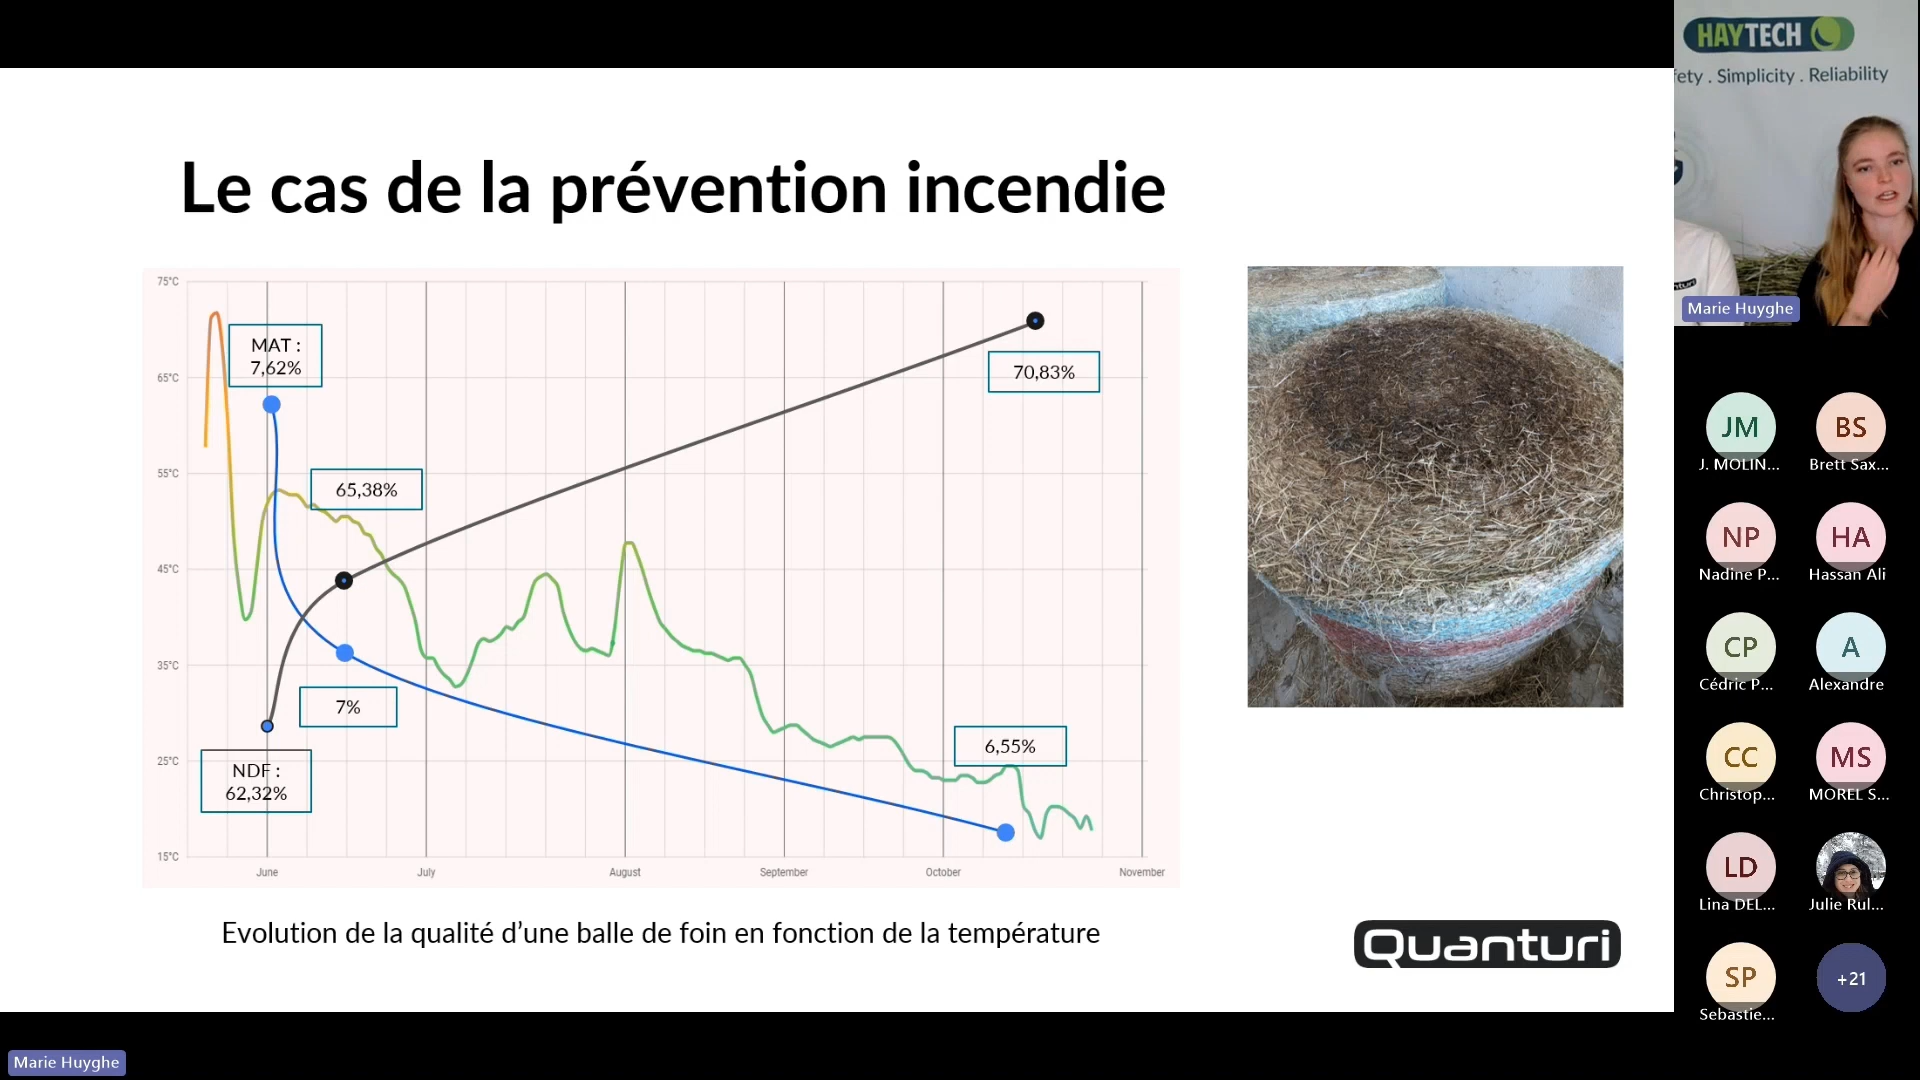 Le cas de la prévention incendie
75°C
65°C
55°C
45°C
35°C
25°C
15°C
MAT :
7,62%
65,38%
70,83%
7%
NDF :
62,32%
6,55%
June
July
August
September
October
November
Evolution de la qualité d'une balle de foin en fonction de la température
Quanturi
HAYTECH
fety . Simplicity . Reliability
Marie Huyghe
JM
J. MOLIN...
BS
Brett Sax...
NP
Nadine P...
HA
Hassan Ali
CP
Cédric P...
A
Alexandre
CC
Christop...
MS
MOREL S...
LD
Lina DEL...
Julie Rul...
SP
Sebastie...
+21
Marie Huyghe